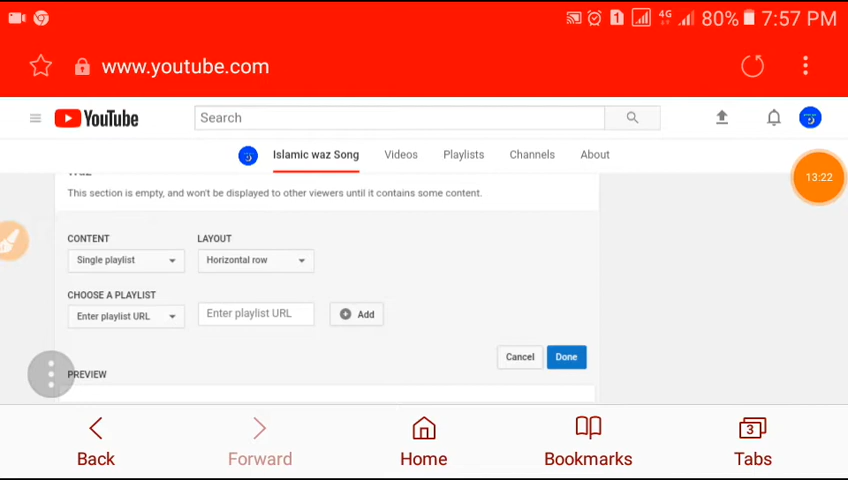 1 4G 80% 7:57 PM
www.youtube.com
YouTube Search
Islamic waz Song Videos Playlists Channels About
13:22
Waz
This section is empty, and won't be displayed to other viewers until it contains some content.
CONTENT LAYOUT
Single playlist Horizontal row
CHOOSE A PLAYLIST
Enter playlist URL Enter playlist URL Add
Cancel Done
PREVIEW
3
Back Forward Home Bookmarks Tabs